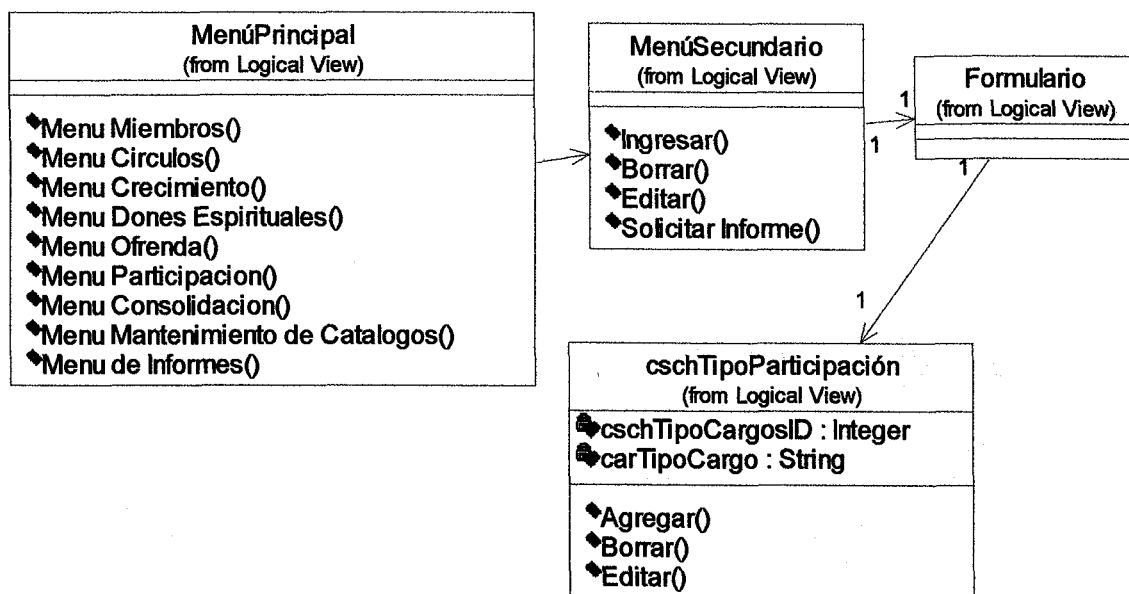 MenúPrincipal
(from Logical View)
Menu Miembros()
Menu Circulos()
Menu Crecimiento()
Menu Dones Espirituales()
Menu Ofrenda()
Menu Participacion()
Menu Consolidacion()
Menu Mantenimiento de Catalogos()
Menu de Informes()
MenúSecundario
(from Logical View)
Ingresar()
Borrar()
Editar()
Solicitar Informe()
1
1
Formulario
(from Logical View)
1
1
cschTipoParticipación
(from Logical View)
cschTipoCargosID : Integer
carTipoCargo : String
Agregar()
Borrar()
Editar()